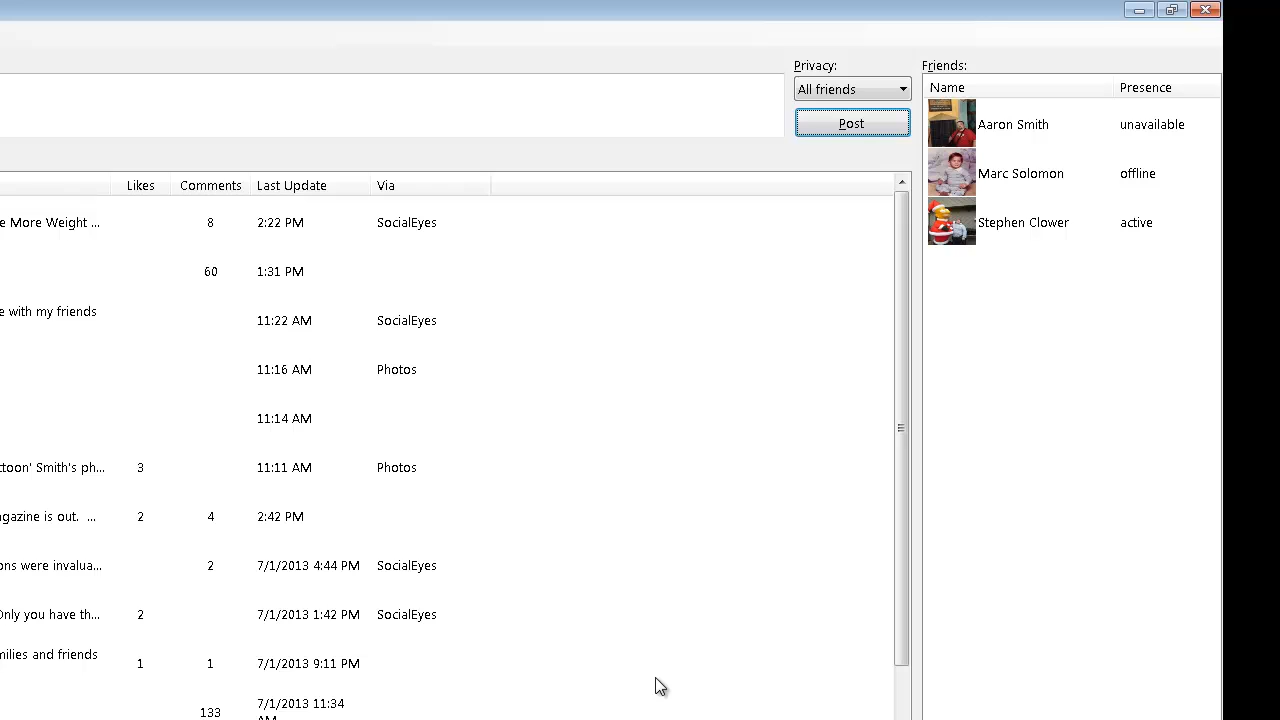 Privacy:
Friends:
All friends
Name Presence
Post
Aaron Smith unavailable
Marc Solomon offline
Stephen Clower active
Likes Comments Last Update Via
e More Weight ... 8 2:22 PM SocialEyes
60 1:31 PM
e with my friends
11:22 AM SocialEyes
11:16 AM Photos
11:14 AM
ttoon' Smith's ph... 3 11:11 AM Photos
agazine is out. ... 2 4 2:42 PM
ons were invalua... 2 7/1/2013 4:44 PM SocialEyes
Only you have th... 2 7/1/2013 1:42 PM SocialEyes
milies and friends
1 1 7/1/2013 9:11 PM
7/1/2013 11:34
133 AM